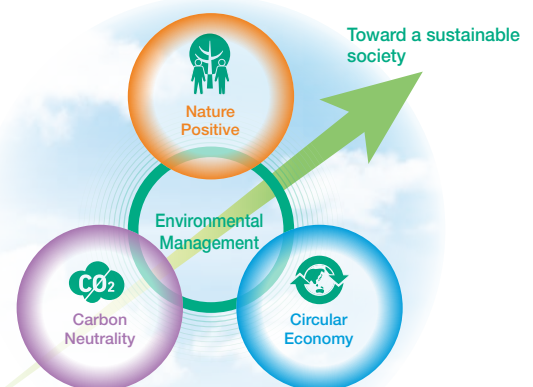 Toward a sustainable
society
Nature
Positive
Environmental
Management
CO₂
Carbon
Neutrality
Circular
Economy